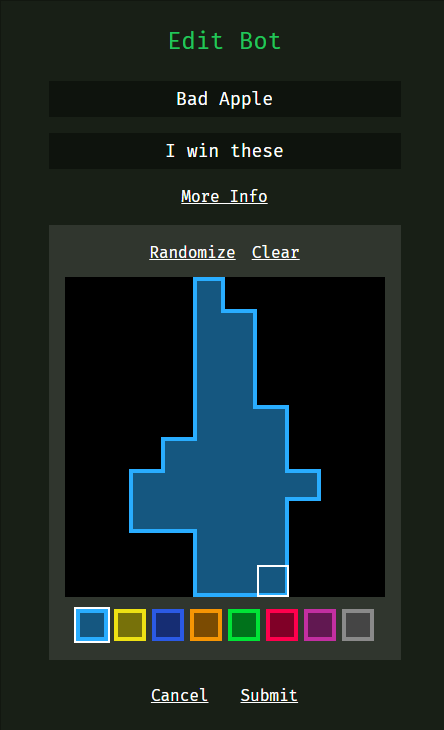 Edit Bot
Bad Apple
I win these
More Info
Randomize Clear
Cancel Submit